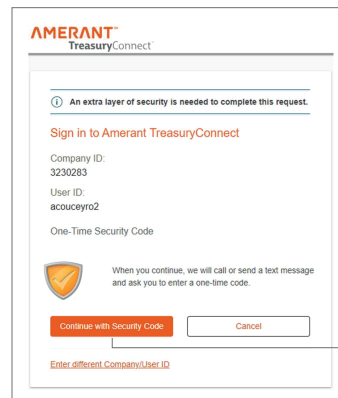 AMERANT™
TreasuryConnect
An extra layer of security is needed to complete this request.
Sign in to Amerant TreasuryConnect
Company ID:
3230283
User ID:
acouceyro2
One-Time Security Code
When you continue, we will call or send a text message
and ask you to enter a one-time code.
Continue with Security Code
Cancel
Enter different Company/User ID